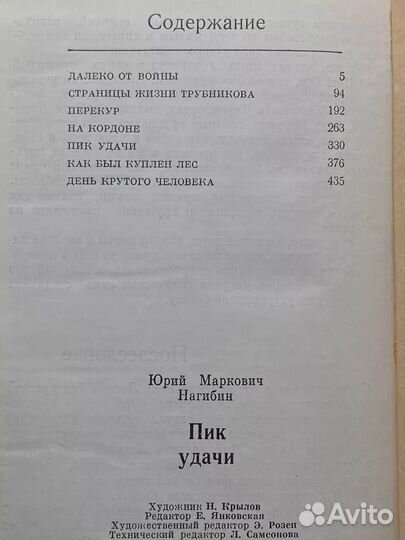 Содержание
ДАЛЕКО ОТ ВОЙНЫ 5
СТРАНИЦЫ ЖИЗНИ ТРУБНИКОВА 94
ПЕРЕКУР 192
НА КОРДОНЕ 263
ПИК УДАЧИ 330
КАК БЫЛ КУПЛЕН ЛЕС 376
ДЕНЬ КРУТОГО ЧЕЛОВЕКА 435
Послесловие
Юрий Маркович
Нагибин
Пик
удачи
Художник Н. Крылов
Редактор Е. Янковская
Художественный редактор Э. Розен
Технический редактор Л. Самсонова
Avito